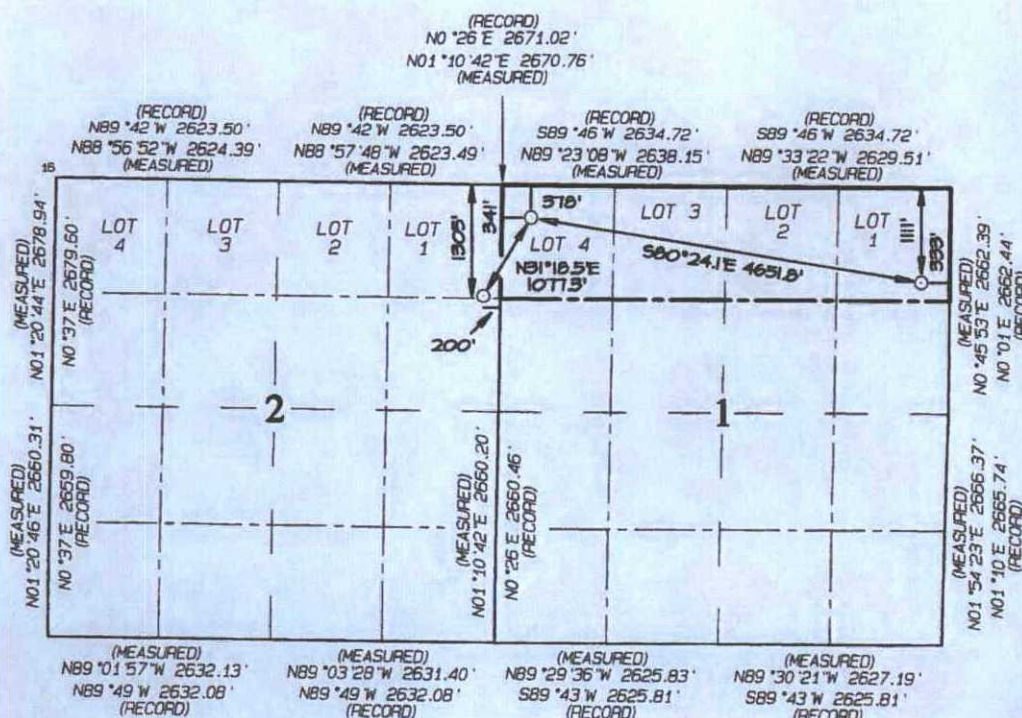 (RECORD)
N0°26'E 2671.02'
N01°10'42"E 2670.76'
(MEASURED)
(RECORD)
N89°42'W 2623.50'
N88°56'52"W 2624.39'
(MEASURED)
(RECORD)
N89°42'W 2623.50'
N88°57'48"W 2623.49'
(MEASURED)
(RECORD)
S89°46'W 2634.72'
N89°23'08"W 2638.15'
(MEASURED)
(RECORD)
S89°46'W 2634.72'
N89°33'22"W 2629.51'
(MEASURED)
(MEASURED)
N01°20'44"E 2678.94'
N0°37'E 2679.60'
(RECORD)
LOT
4
LOT
3
LOT
2
LOT
1
1305'
341'
378'
LOT 4
LOT 3
LOT
2
LOT
1
1111'
333'
N31°18.5'E
1077.3'
S80°24.1'E 4651.8'
200'
(MEASURED)
N0°45'53"E 2662.39'
N0°01'E 2662.44'
(RECORD)
2
1
(MEASURED)
N01°20'46"E 2660.31'
N0°37'E 2659.80'
(RECORD)
(MEASURED)
N01°10'42"E 2660.20'
N0°26'E 2660.46'
(RECORD)
(MEASURED)
N01°54'23"E 2666.37'
N01°10'E 2665.74'
(RECORD)
(MEASURED)
N89°01'57"W 2632.13'
N89°49'W 2632.08'
(RECORD)
(MEASURED)
N89°03'28"W 2631.40'
N89°49'W 2632.08'
(RECORD)
(MEASURED)
N89°29'36"W 2625.83'
S89°43'W 2625.81'
(RECORD)
(MEASURED)
N89°30'21"W 2627.19'
S89°43'W 2625.81'
(RECORD)